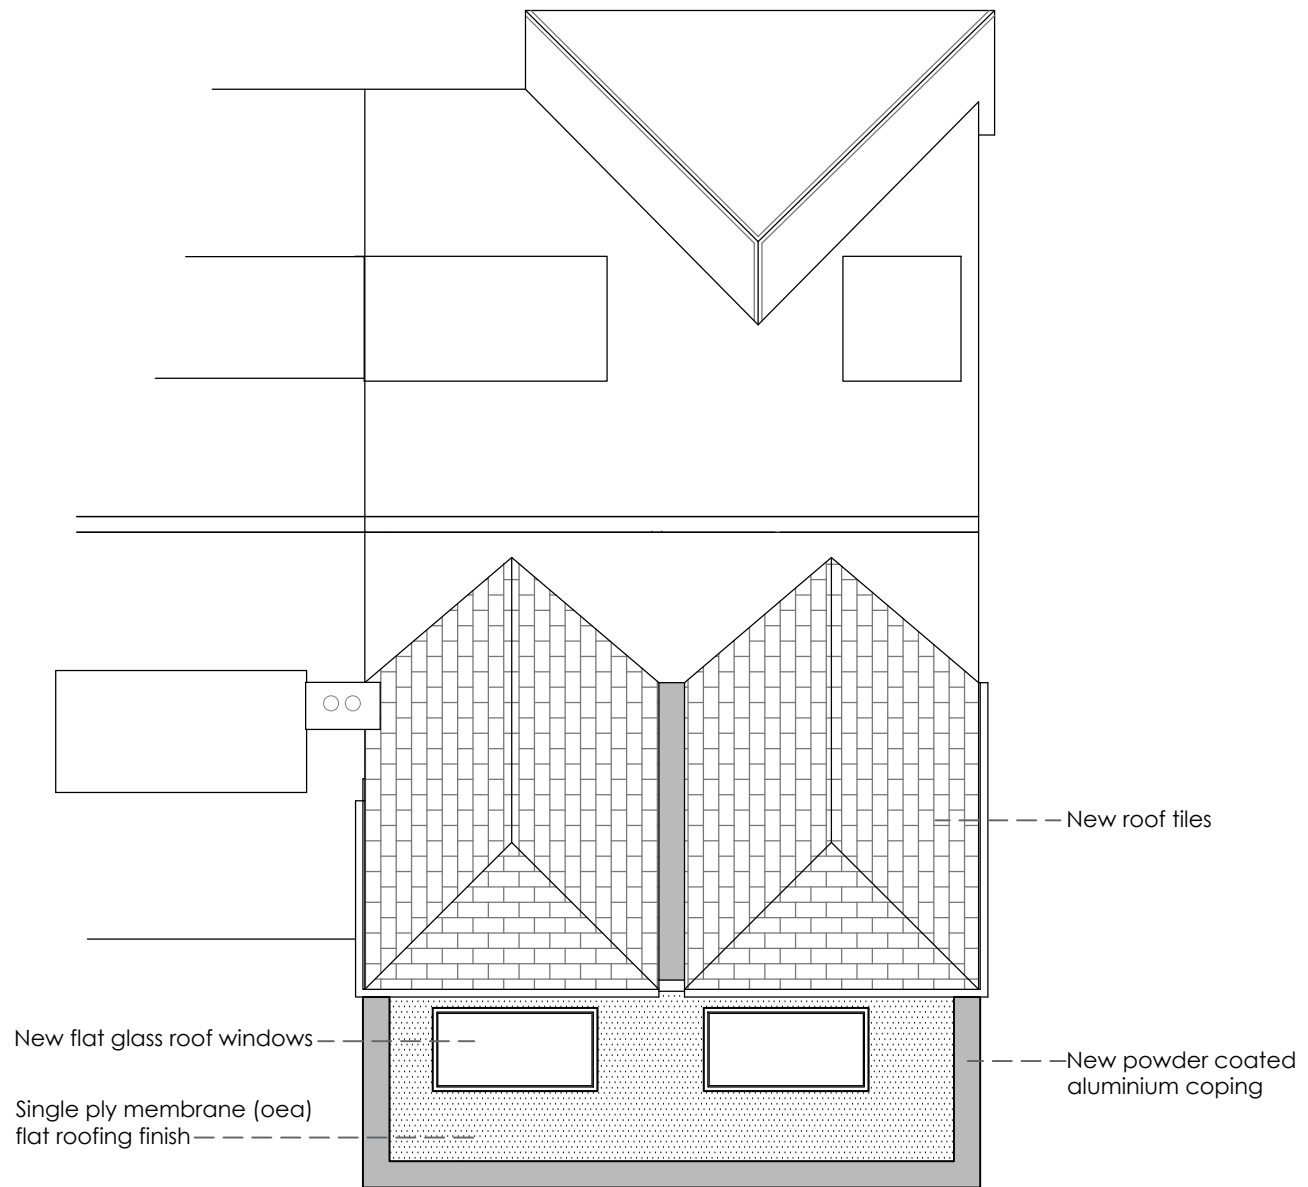 New roof tiles
New flat glass roof windows
New powder coated
aluminium coping
Single ply membrane (oea)
flat roofing finish